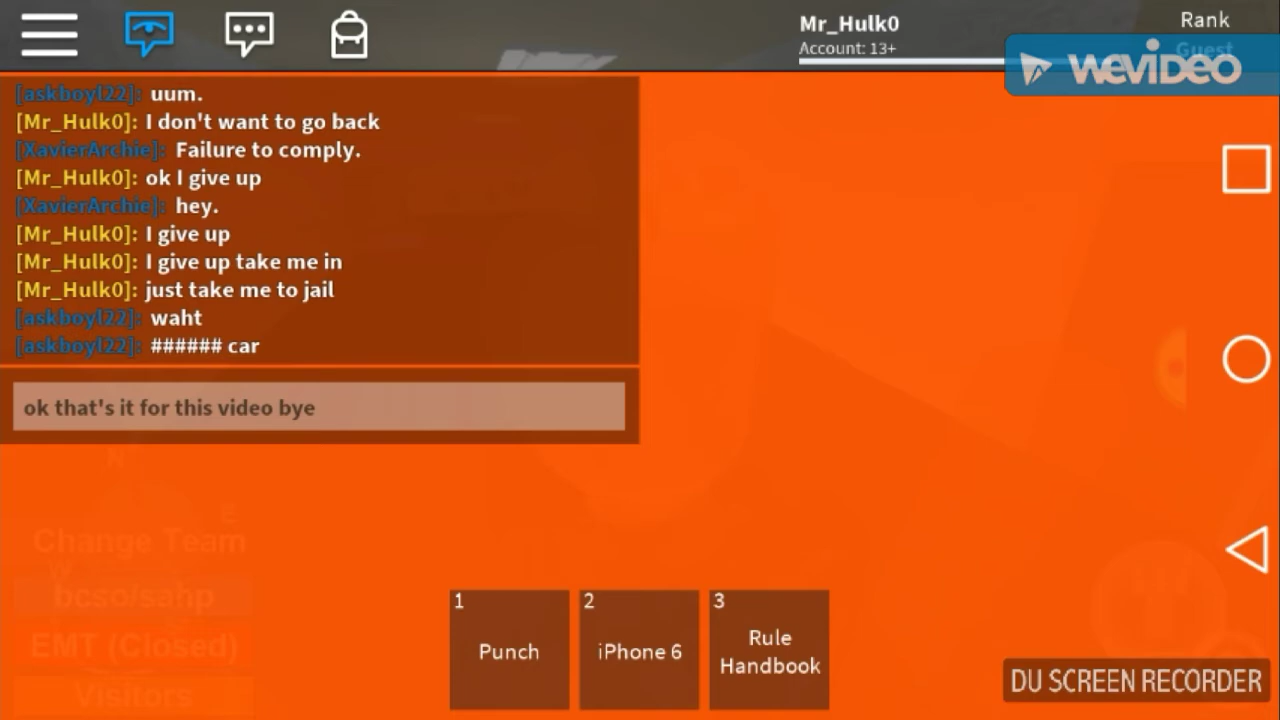 Mr_Hulk0
Account: 13+
Rank
Guest
WEVIDEO
[askboyl22]: uum.
[Mr_Hulk0]: I don't want to go back
[XavierArchie]: Failure to comply.
[Mr_Hulk0]: ok I give up
[XavierArchie]: hey.
[Mr_Hulk0]: I give up
[Mr_Hulk0]: I give up take me in
[Mr_Hulk0]: just take me to jail
[askboyl22]: waht
[askboyl22]: ###### car
ok that's it for this video bye
N
E
Change Team
bcso/sahp
EMT (Closed)
Visitors
1
Punch
2
iPhone 6
3
Rule
Handbook
DU SCREEN RECORDER